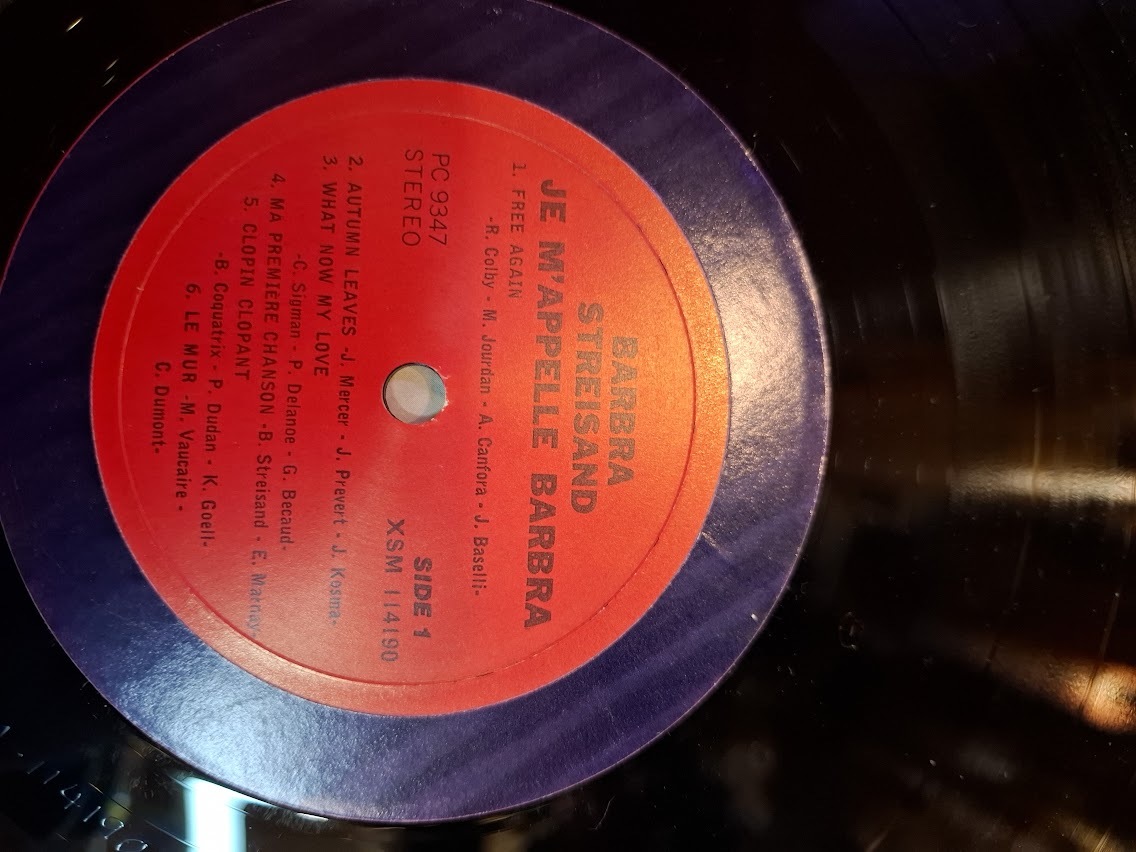 BARBRA
STREISAND
JE M'APPELLE BARBRA
1. FREE AGAIN
-R. Colby - M. Jourdan - A. Canfora - J. Baselli-
PC 9347
STEREO
SIDE 1
XSM 114190
2. AUTUMN LEAVES -J. Mercer - J. Prevert - J. Kosma-
3. WHAT NOW MY LOVE
-C. Sigman - P. Delanoe - G. Becaud-
4. MA PREMIÈRE CHANSON -B. Streisand - E. Marnay-
5. CLOPIN CLOPANT
-B. Coquatrix - P. Dudan - K. Goell-
6. LE MUR -M. Vaucaire -
C. Dumont-
114190